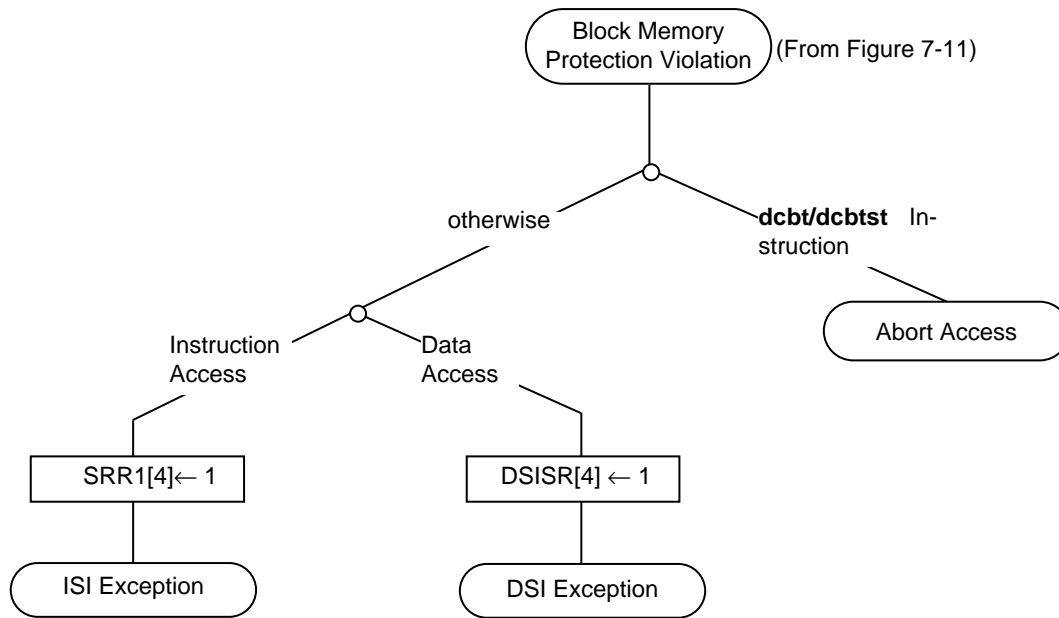 Block Memory
Protection Violation
(From Figure 7-11)
otherwise
dcbt/dcbtst In-
struction
Abort Access
Instruction
Access
Data
Access
SRR1[4]← 1
DSISR[4] ← 1
ISI Exception
DSI Exception